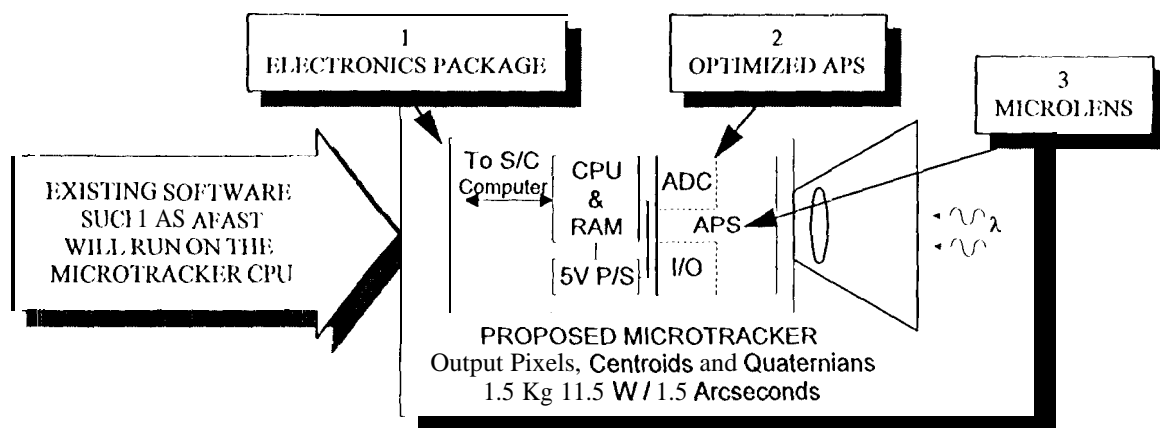 1
ELECTRONICS PACKAGE
2
OPTIMIZED APS
3
MICROLENS
EXISTING SOFTWARE
SUCI 1 AS AFAST
WILL RUN ON THE
MICROTRACKER CPU
To S/C
Computer
CPU
&
RAM
5V P/S
ADC
APS
I/O
λ
PROPOSED MICROTRACKER
Output Pixels, Centroids and Quaternians
1.5 Kg 11.5 W / 1.5 Arcseconds